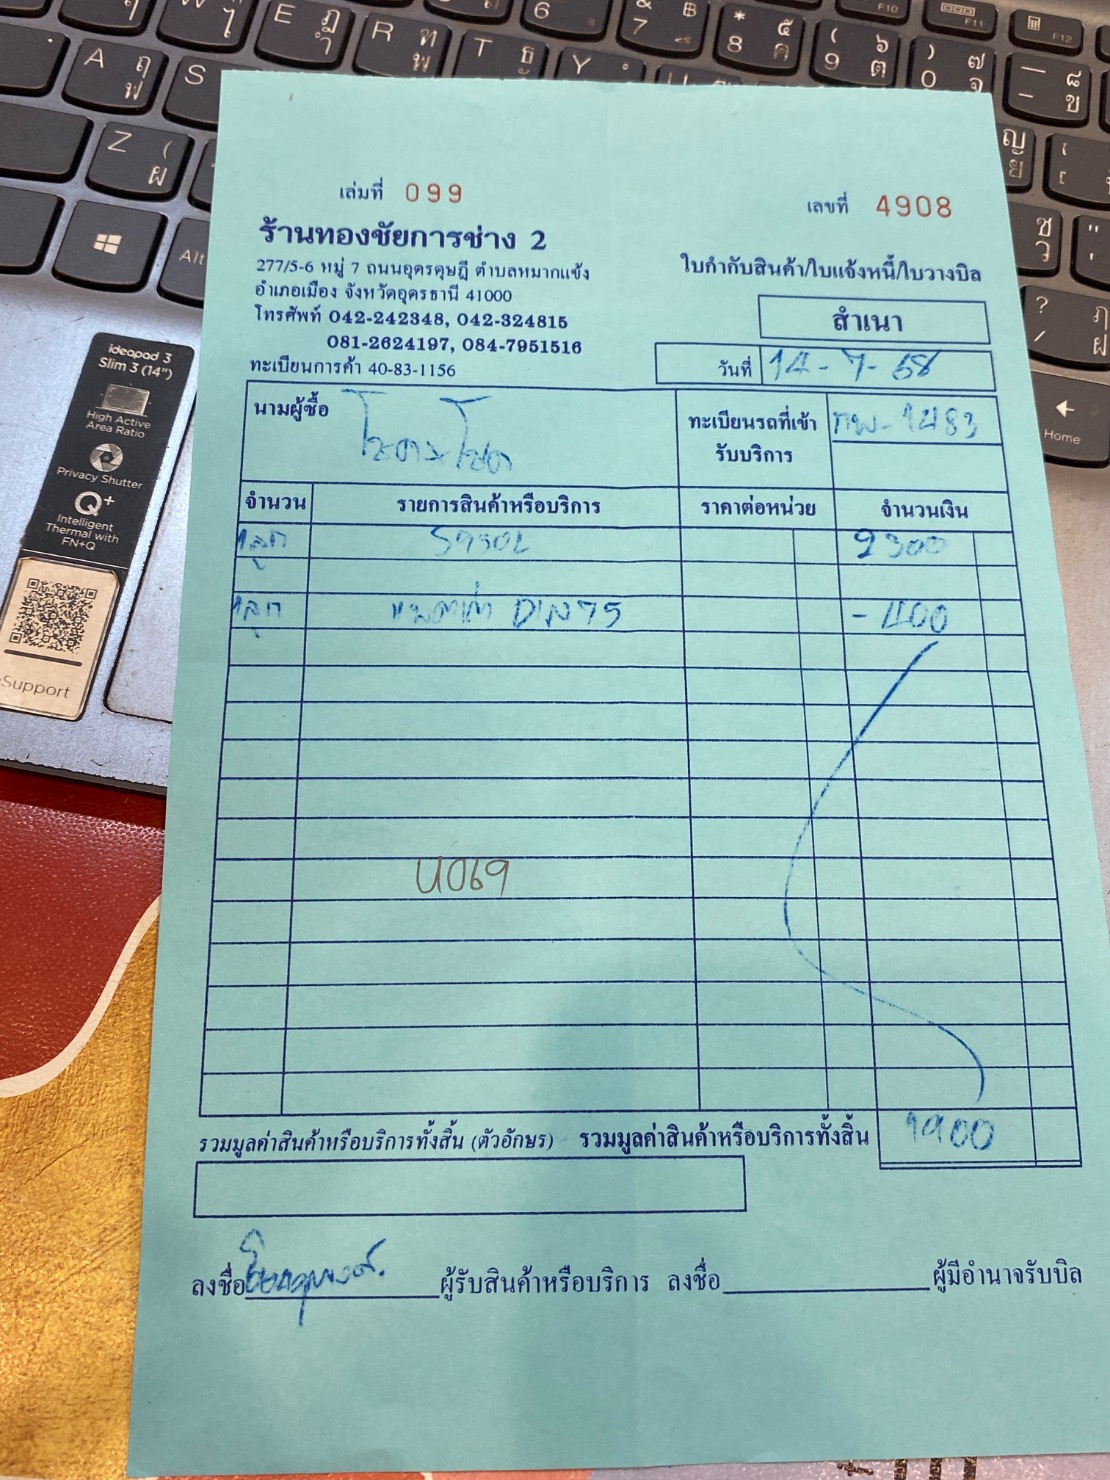 เล่มที่ 099
เลขที่ 4908
ร้านทองชัยการช่าง 2
277/5-6 หมู่ 7 ถนนอุดรดุษฎี ตำบลหมากแข้ง
อำเภอเมือง จังหวัดอุดรธานี 41000
โทรศัพท์ 042-242348, 042-324815
081-2624197, 084-7951516
ทะเบียนการค้า 40-83-1156
ใบกำกับสินค้า/ใบแจ้งหนี้/ใบวางบิล
สำเนา
วันที่ 14-7-68
นามผู้ซื้อ
ทะเบียนรถที่เข้ารับบริการ 1483
จำนวน รายการสินค้าหรือบริการ ราคาต่อหน่วย จำนวนเงิน
1ลูก 2300
1ลูก DIN75 -400
U069
รวมมูลค่าสินค้าหรือบริการทั้งสิ้น (ตัวอักษร) รวมมูลค่าสินค้าหรือบริการทั้งสิ้น 1900
ลงชื่อ ผู้รับสินค้าหรือบริการ ลงชื่อ ผู้มีอำนาจรับบิล
ideapad 3
Slim 3 (14")
High Active
Area Ratio
Privacy Shutter
Q+
Intelligent
Thermal with
FN+Q
Support
E R T Y
6 7 8 9 0
A S
Z
Alt
Home
F10 F11 F12